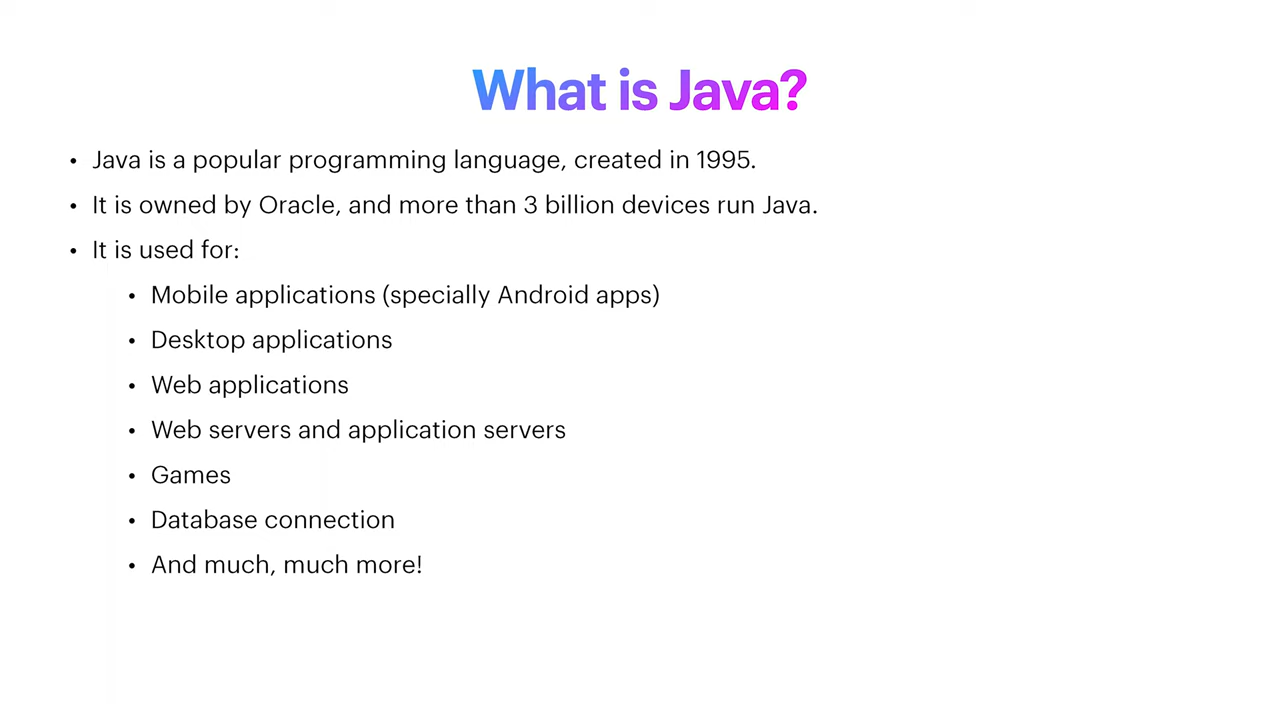 What is Java?
• Java is a popular programming language, created in 1995.
• It is owned by Oracle, and more than 3 billion devices run Java.
• It is used for:
• Mobile applications (specially Android apps)
• Desktop applications
• Web applications
• Web servers and application servers
• Games
• Database connection
• And much, much more!